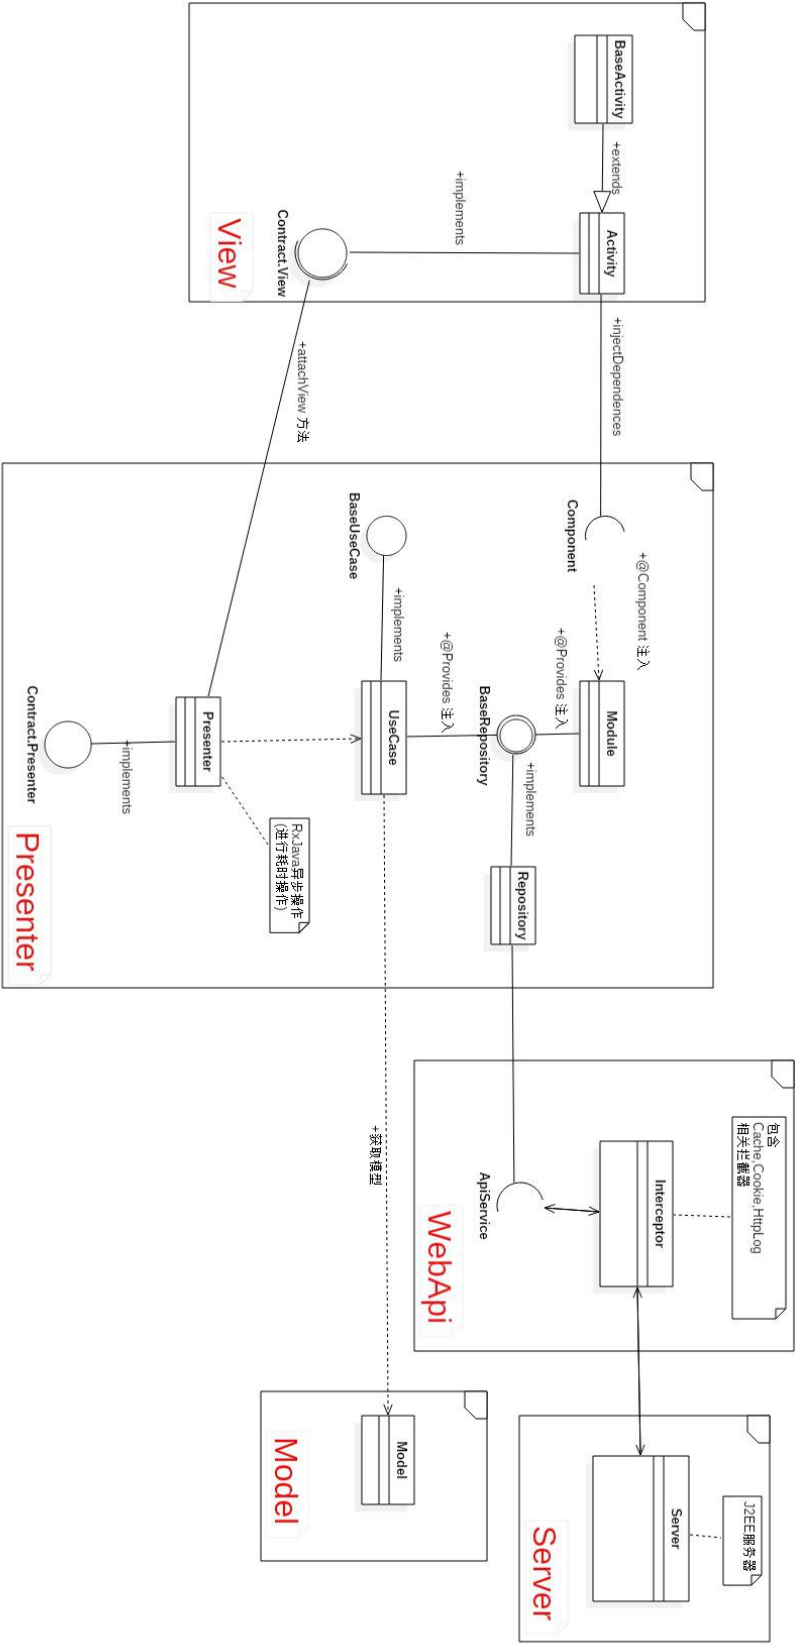 BaseActivity
+extends
Activity
+implements
Contract.View
View
+injectDependences
+attachView 方法
Component
+@Component 注入
Module
+@Provides 注入
BaseRepository
+@Provides 注入
BaseUseCase
+implements
UseCase
+implements
Repository
Presenter
+implements
Contract.Presenter
RxJava异步操作
(进行耗时操作)
Presenter
包含
Cache,Cookie,HttpLog
相关拦截器
Interceptor
ApiService
WebApi
+获取模型
Model
Model
J2EE服务器
Server
Server